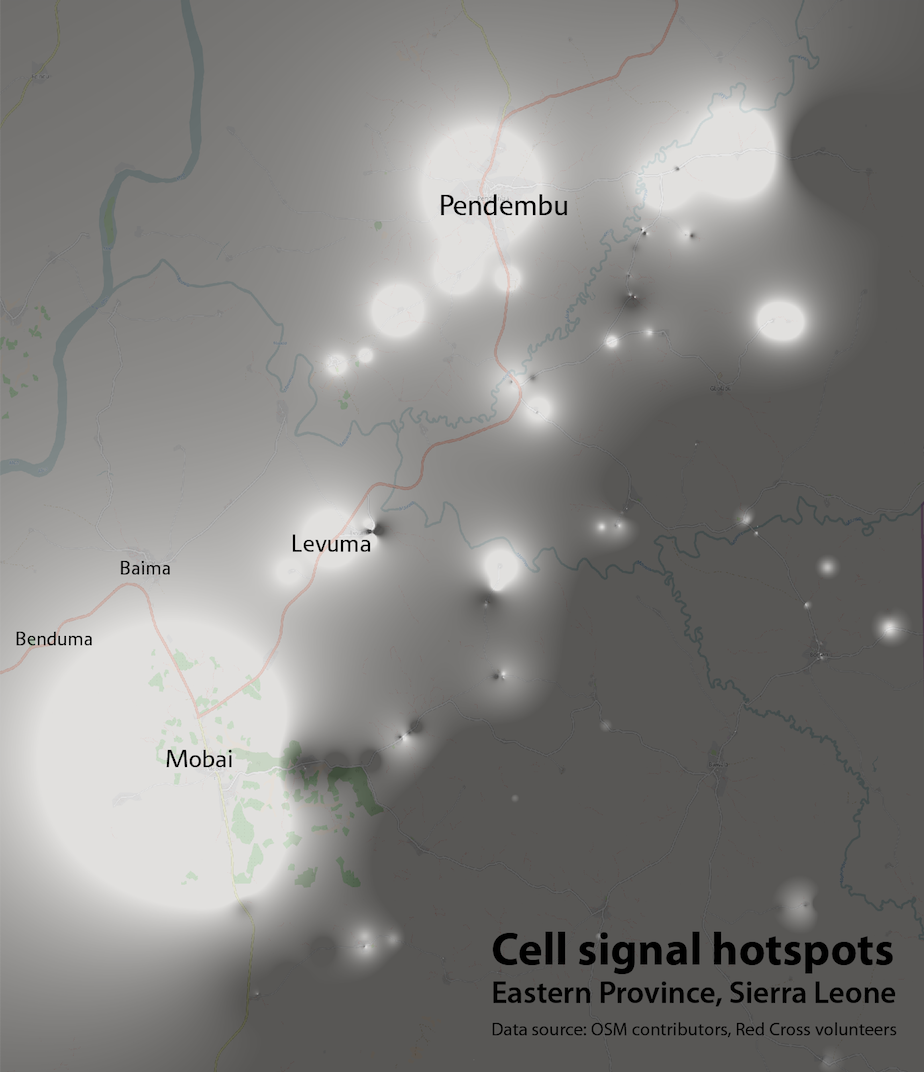 Pendembu
Levuma
Baima
Benduma
Mobai
Cell signal hotspots
Eastern Province, Sierra Leone
Data source: OSM contributors, Red Cross volunteers